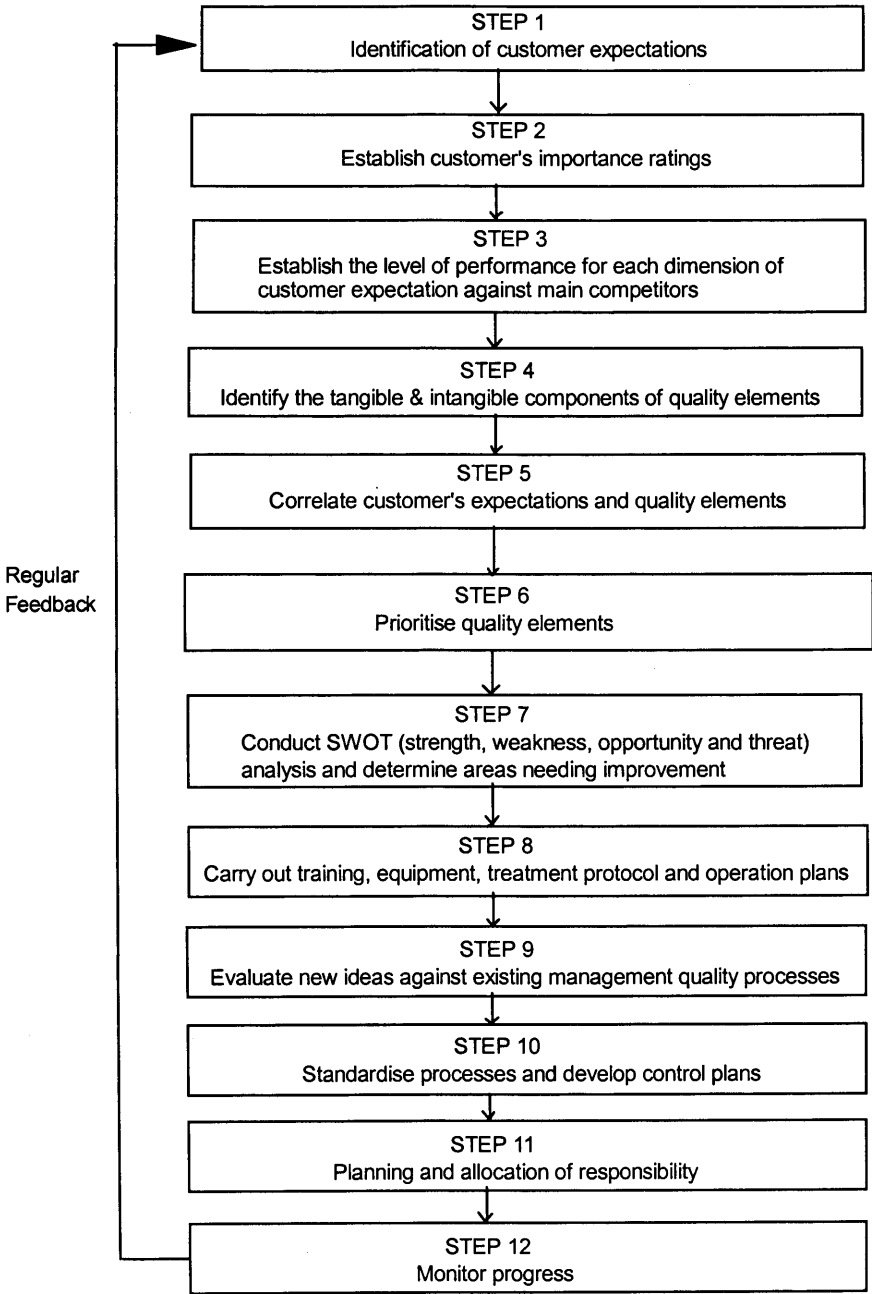 STEP 1
Identification of customer expectations
STEP 2
Establish customer's importance ratings
STEP 3
Establish the level of performance for each dimension of
customer expectation against main competitors
STEP 4
Identify the tangible & intangible components of quality elements
STEP 5
Correlate customer's expectations and quality elements
Regular
Feedback
STEP 6
Prioritise quality elements
STEP 7
Conduct SWOT (strength, weakness, opportunity and threat)
analysis and determine areas needing improvement
STEP 8
Carry out training, equipment, treatment protocol and operation plans
STEP 9
Evaluate new ideas against existing management quality processes
STEP 10
Standardise processes and develop control plans
STEP 11
Planning and allocation of responsibility
STEP 12
Monitor progress